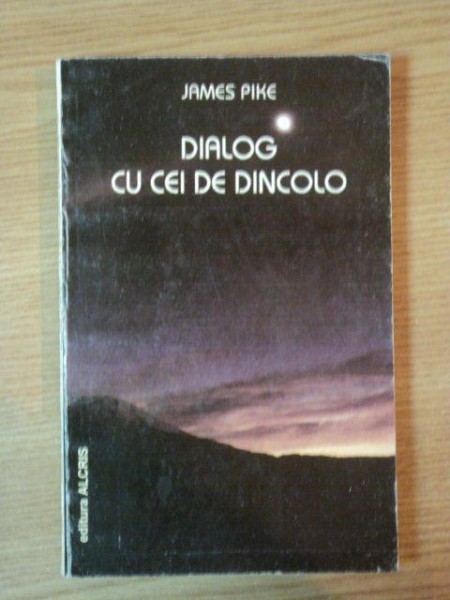 JAMES PIKE
DIALOG
CU CEI DE DINCOLO
editura ALCRIS